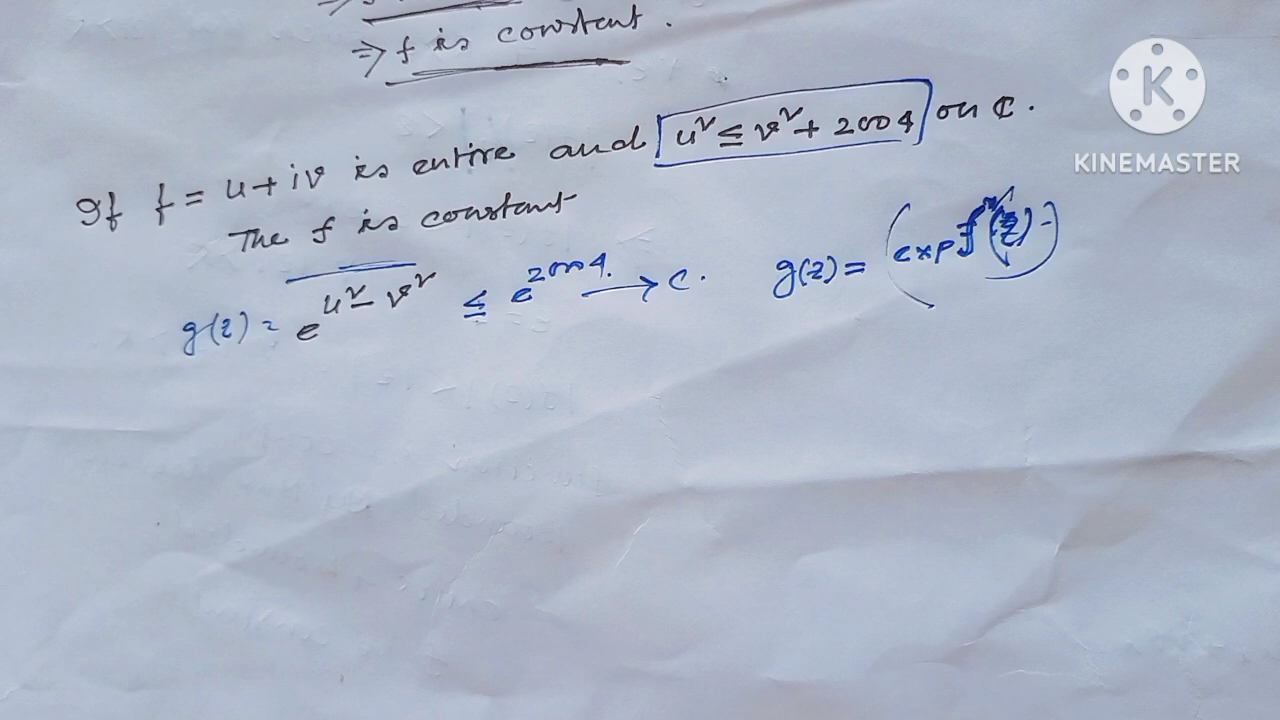 ⇒ f is constant.
If f = u + iv is entire and u² ≤ v² + 2004 on ℂ.
The f is constant
g(z) = e^{u² - v²} ≤ e^{2004} → c. g(z) = (exp f²(z))
K
KINEMASTER